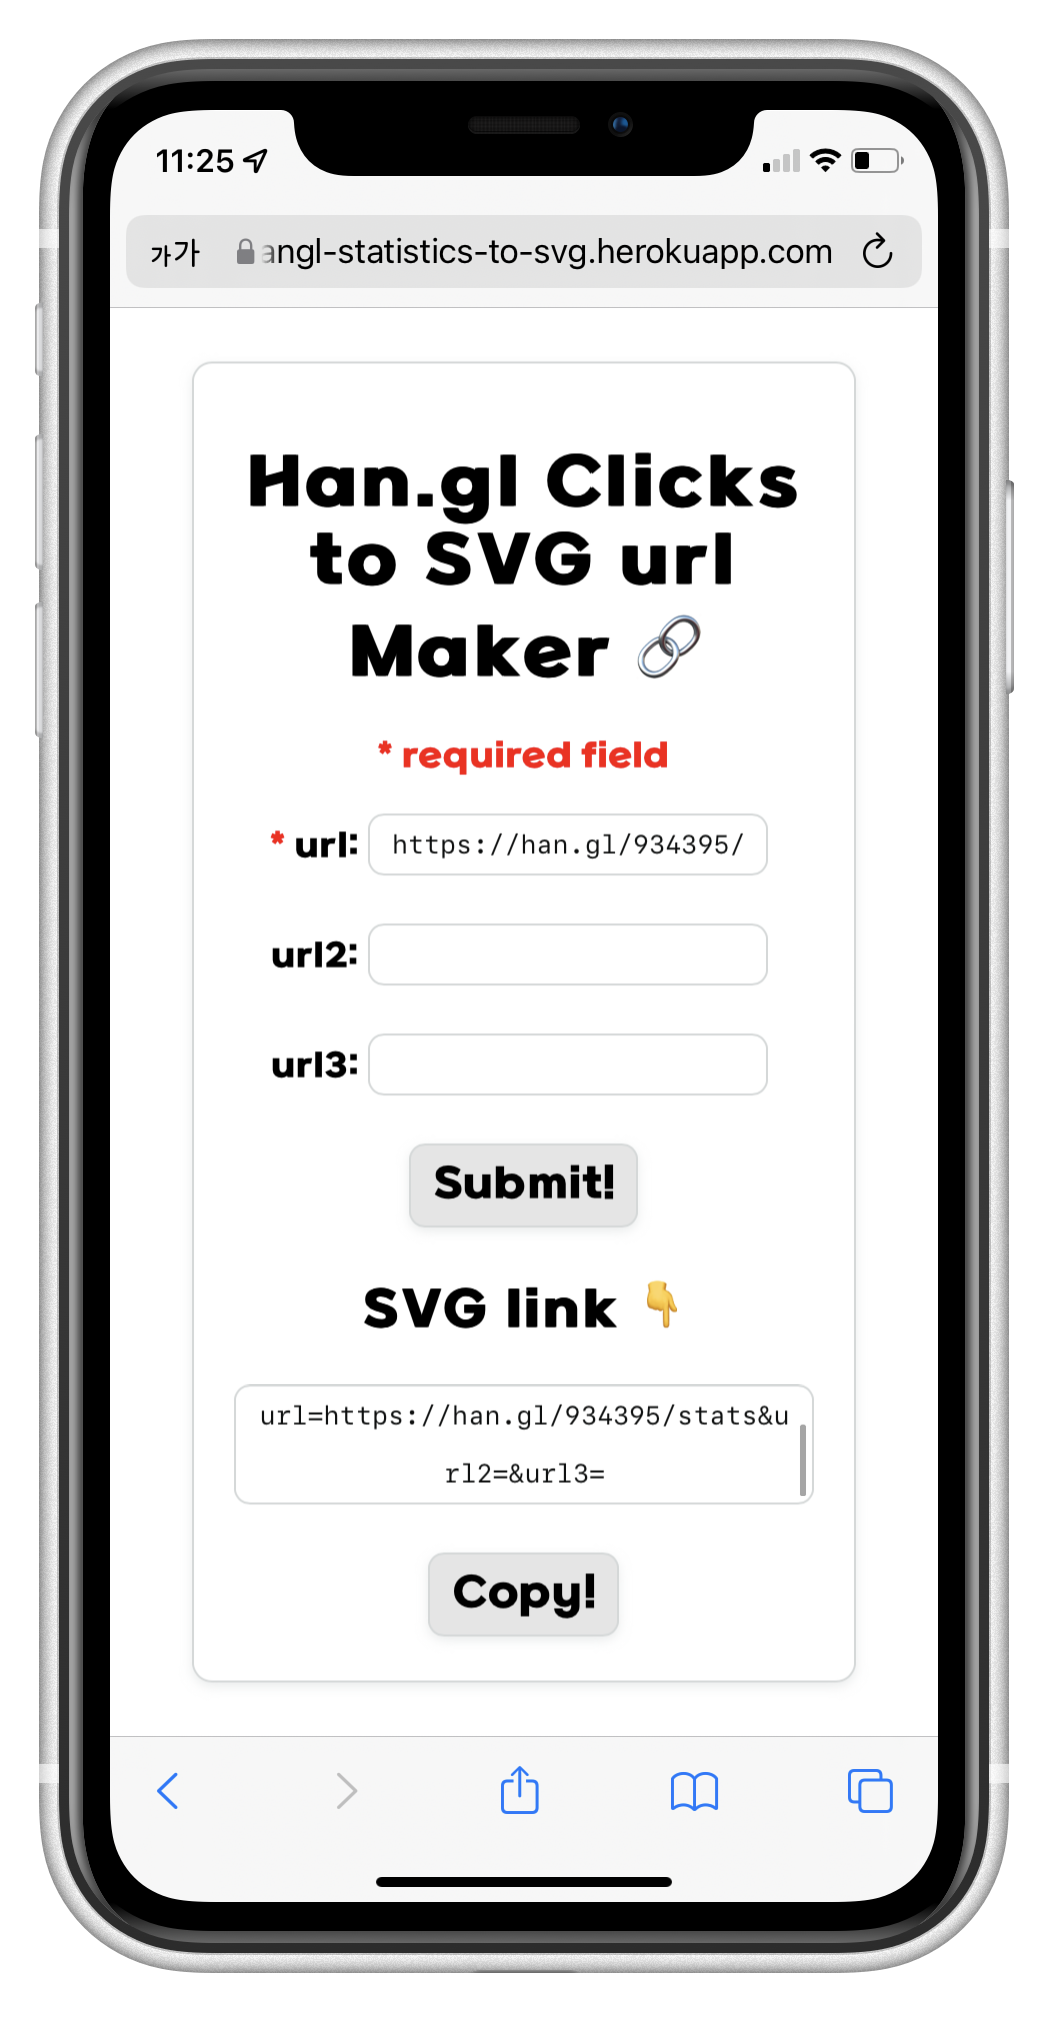 11:25
가가 angl-statistics-to-svg.herokuapp.com
Han.gl Clicks
to SVG url
Maker 🔗
* required field
* url: https://han.gl/934395/
url2:
url3:
Submit!
SVG link 👇
url=https://han.gl/934395/stats&u
rl2=&url3=
Copy!